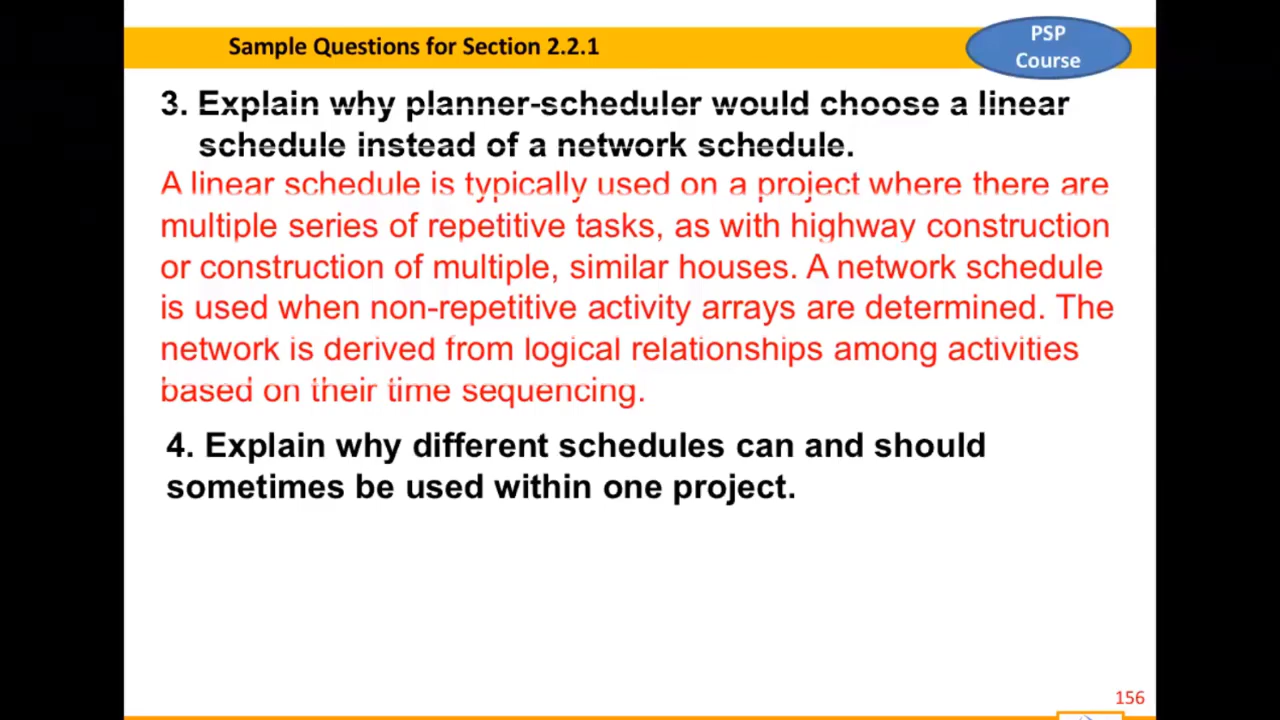 Sample Questions for Section 2.2.1
PSP
Course
3. Explain why planner-scheduler would choose a linear
schedule instead of a network schedule.
A linear schedule is typically used on a project where there are
multiple series of repetitive tasks, as with highway construction
or construction of multiple, similar houses. A network schedule
is used when non-repetitive activity arrays are determined. The
network is derived from logical relationships among activities
based on their time sequencing.
4. Explain why different schedules can and should
sometimes be used within one project.
156